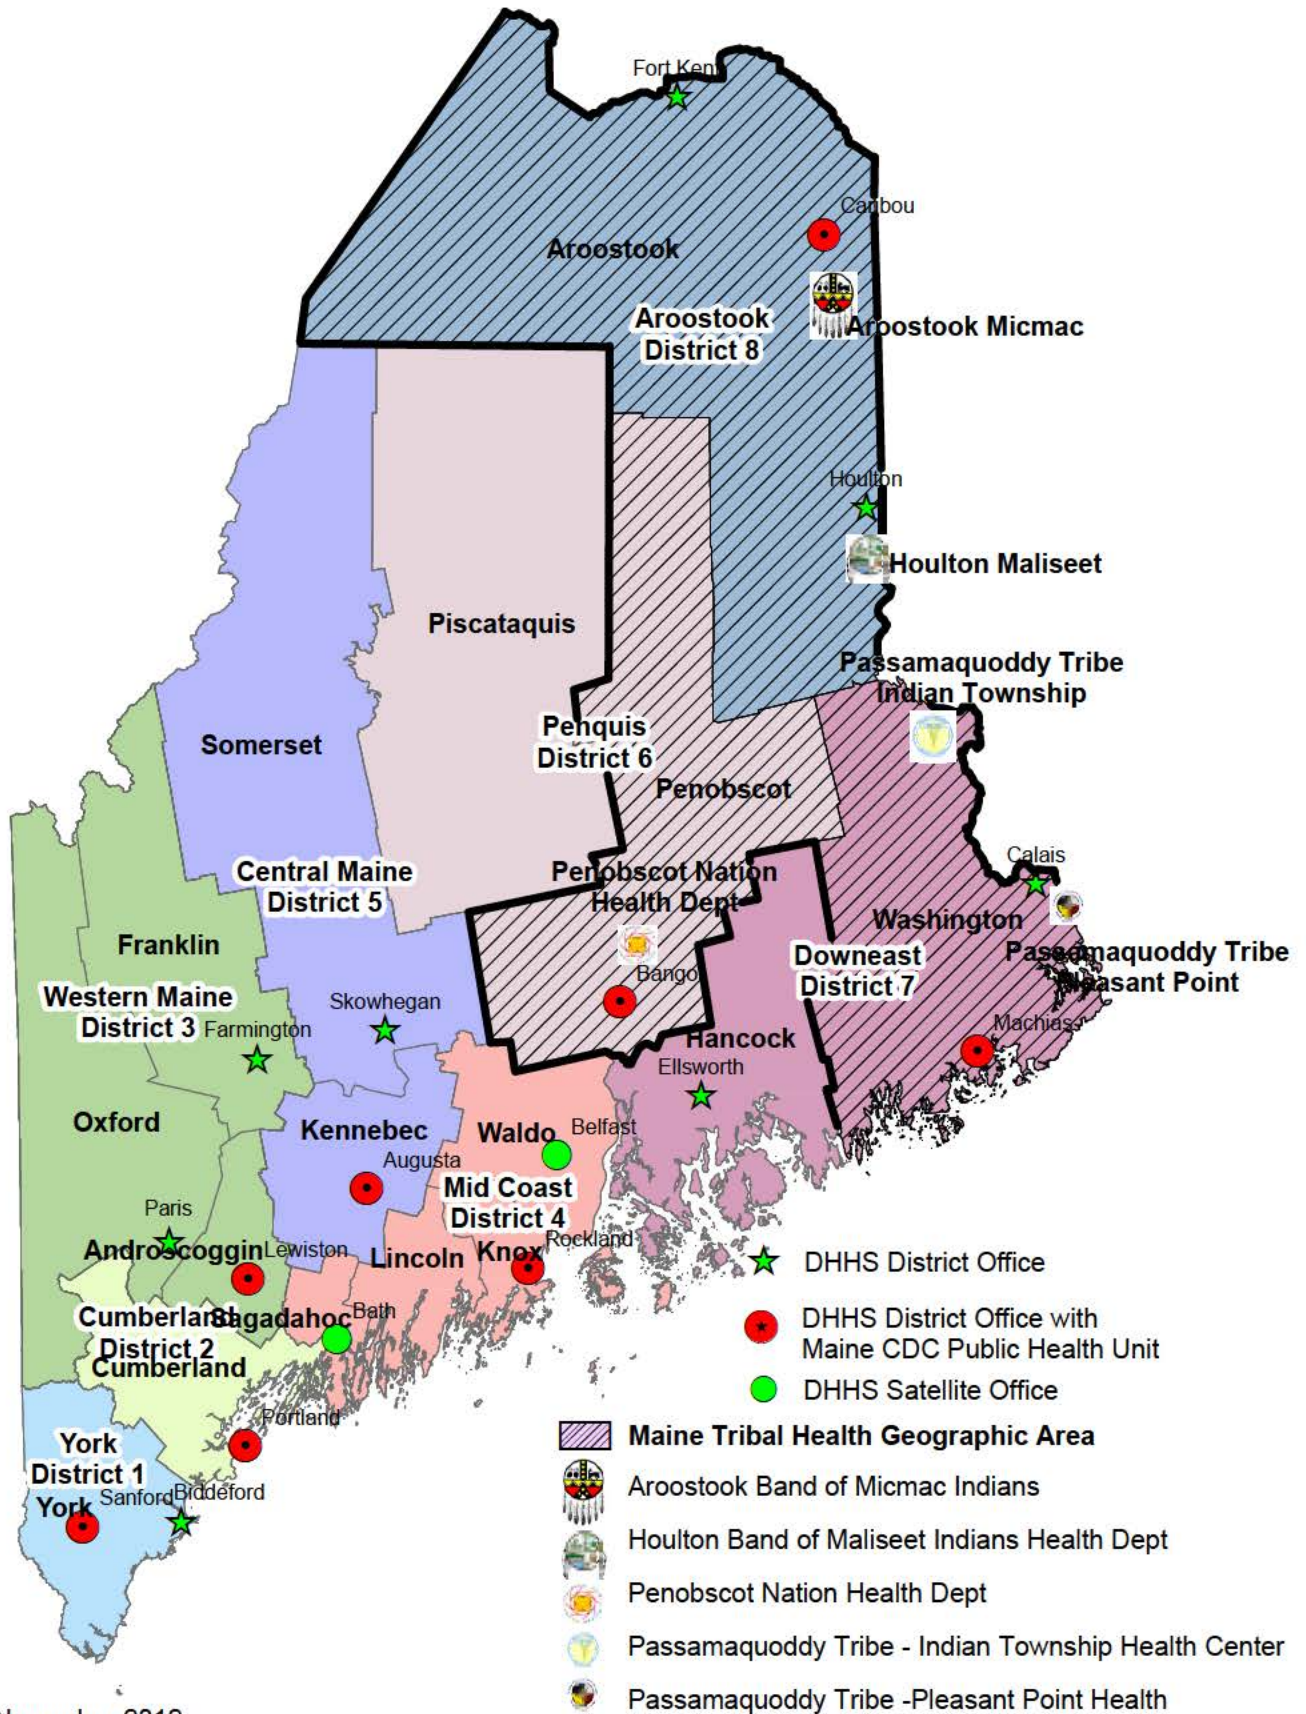 Fort Kent
Caribou
Aroostook
Aroostook
District 8
Aroostook Micmac
Houlton
Houlton Maliseet
Piscataquis
Passamaquoddy Tribe
Indian Township
Somerset
Penquis
District 6
Penobscot
Calais
Central Maine
District 5
Penobscot Nation
Health Dept
Washington
Franklin
Passamaquoddy Tribe
Pleasant Point
Downeast
District 7
Bangor
Western Maine
District 3
Skowhegan
Farmington
Machias
Hancock
Ellsworth
Oxford
Kennebec
Waldo
Belfast
Augusta
Mid Coast
District 4
Paris
Androscoggin
Lewiston
Lincoln
Knox
Rockland
Cumberland
District 2
Sagadahoc
Bath
Cumberland
Portland
York
District 1
York
Sanford
Biddeford
DHHS District Office
DHHS District Office with
Maine CDC Public Health Unit
DHHS Satellite Office
Maine Tribal Health Geographic Area
Aroostook Band of Micmac Indians
Houlton Band of Maliseet Indians Health Dept
Penobscot Nation Health Dept
Passamaquoddy Tribe - Indian Township Health Center
Passamaquoddy Tribe -Pleasant Point Health